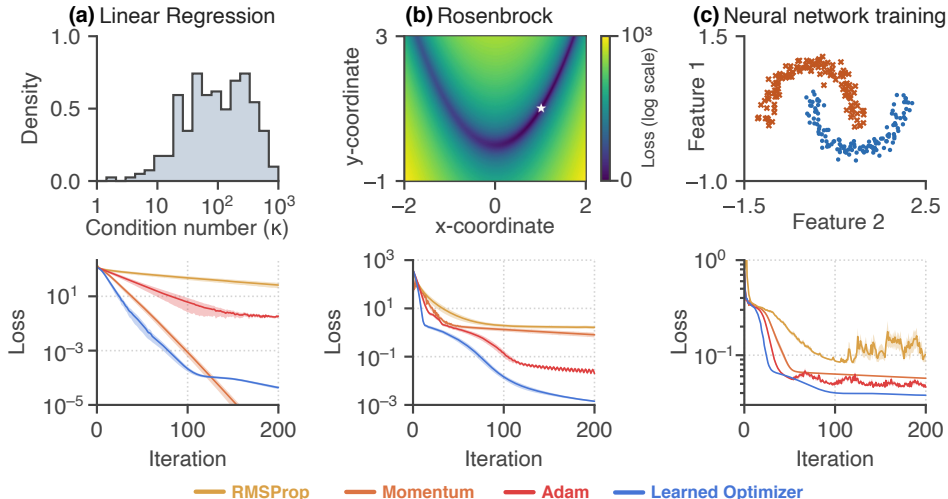 (a) Linear Regression
(b) Rosenbrock
(c) Neural network training
1.0
0.5
0.0
Density
1
10
10²
10³
Condition number (κ)
3
−1
y-coordinate
−2
0
2
x-coordinate
10³
0
Loss (log scale)
1.5
−1.0
Feature 1
−1.5
2.5
Feature 2
10¹
10⁻³
10⁻⁵
Loss
0
100
200
Iteration
10³
10¹
10⁻¹
10⁻³
Loss
0
100
200
Iteration
10⁰
10⁻¹
Loss
0
100
200
Iteration
RMSProp
Momentum
Adam
Learned Optimizer